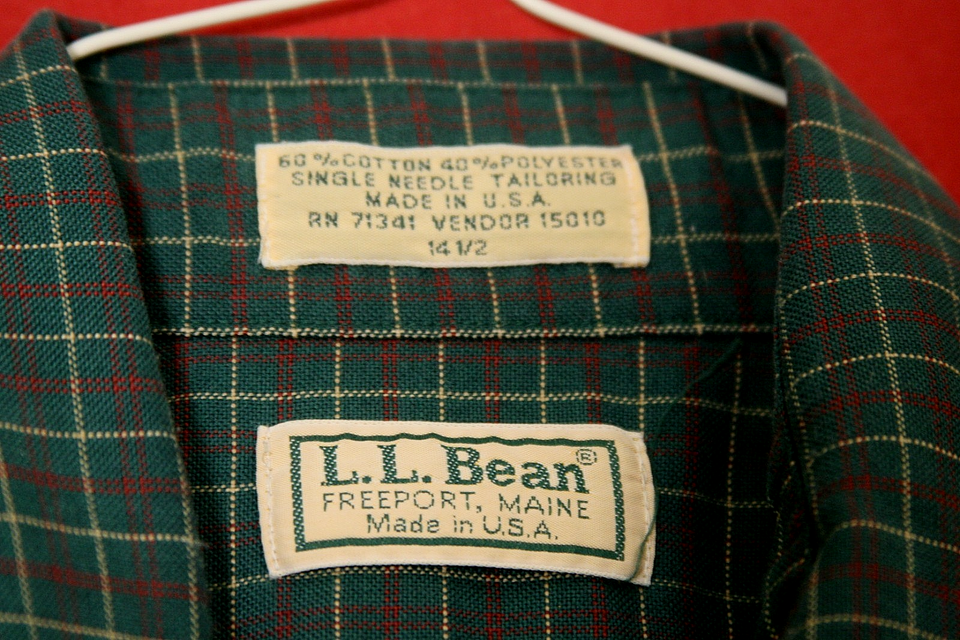 60% COTTON 40% POLYESTER
SINGLE NEEDLE TAILORING
MADE IN U.S.A.
RN 71341 VENDOR 15010
14 1/2
L.L.Bean®
FREEPORT, MAINE
Made in U.S.A.